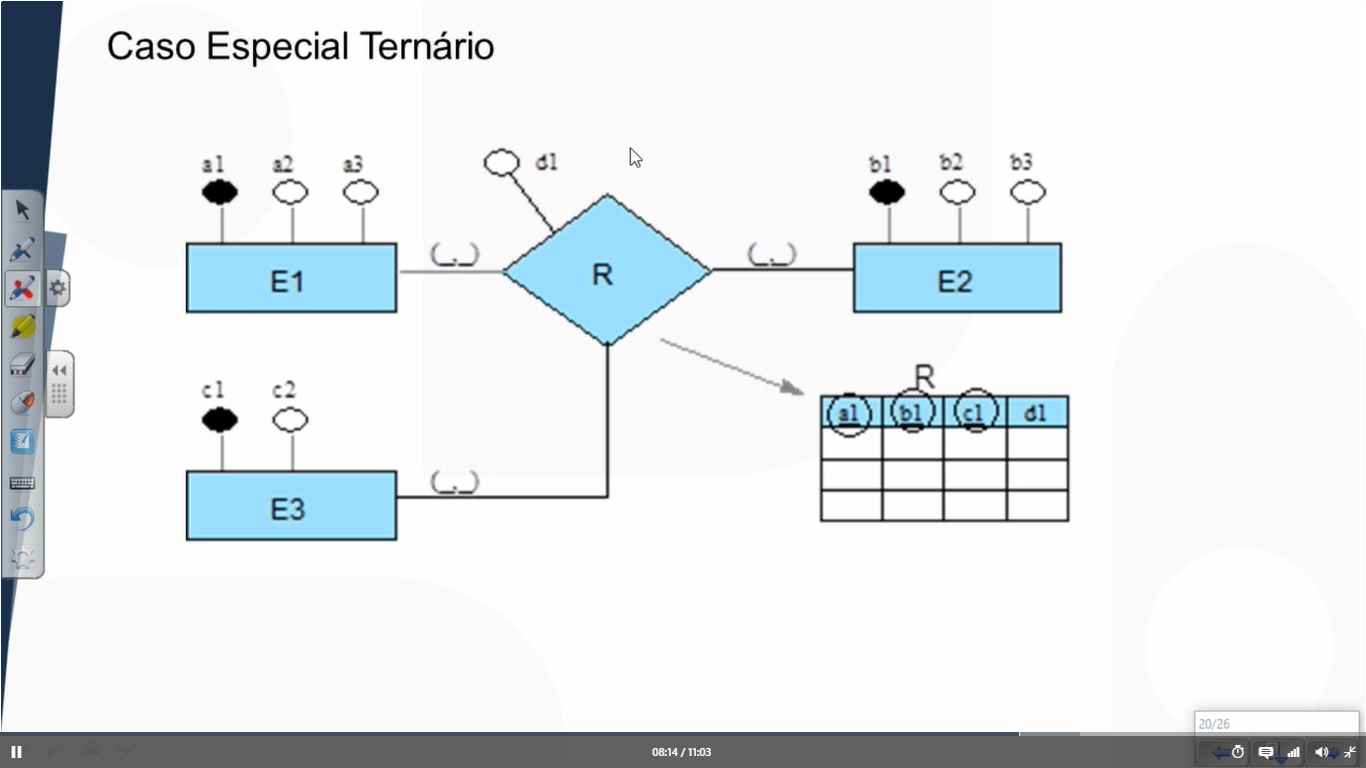 Caso Especial Ternário
a1 a2 a3
d1
b1 b2 b3
(_,_)
(_,_)
E1
R
E2
c1 c2
R
a1 b1 c1 d1
(_,_)
E3
20/26
08:14 / 11:03